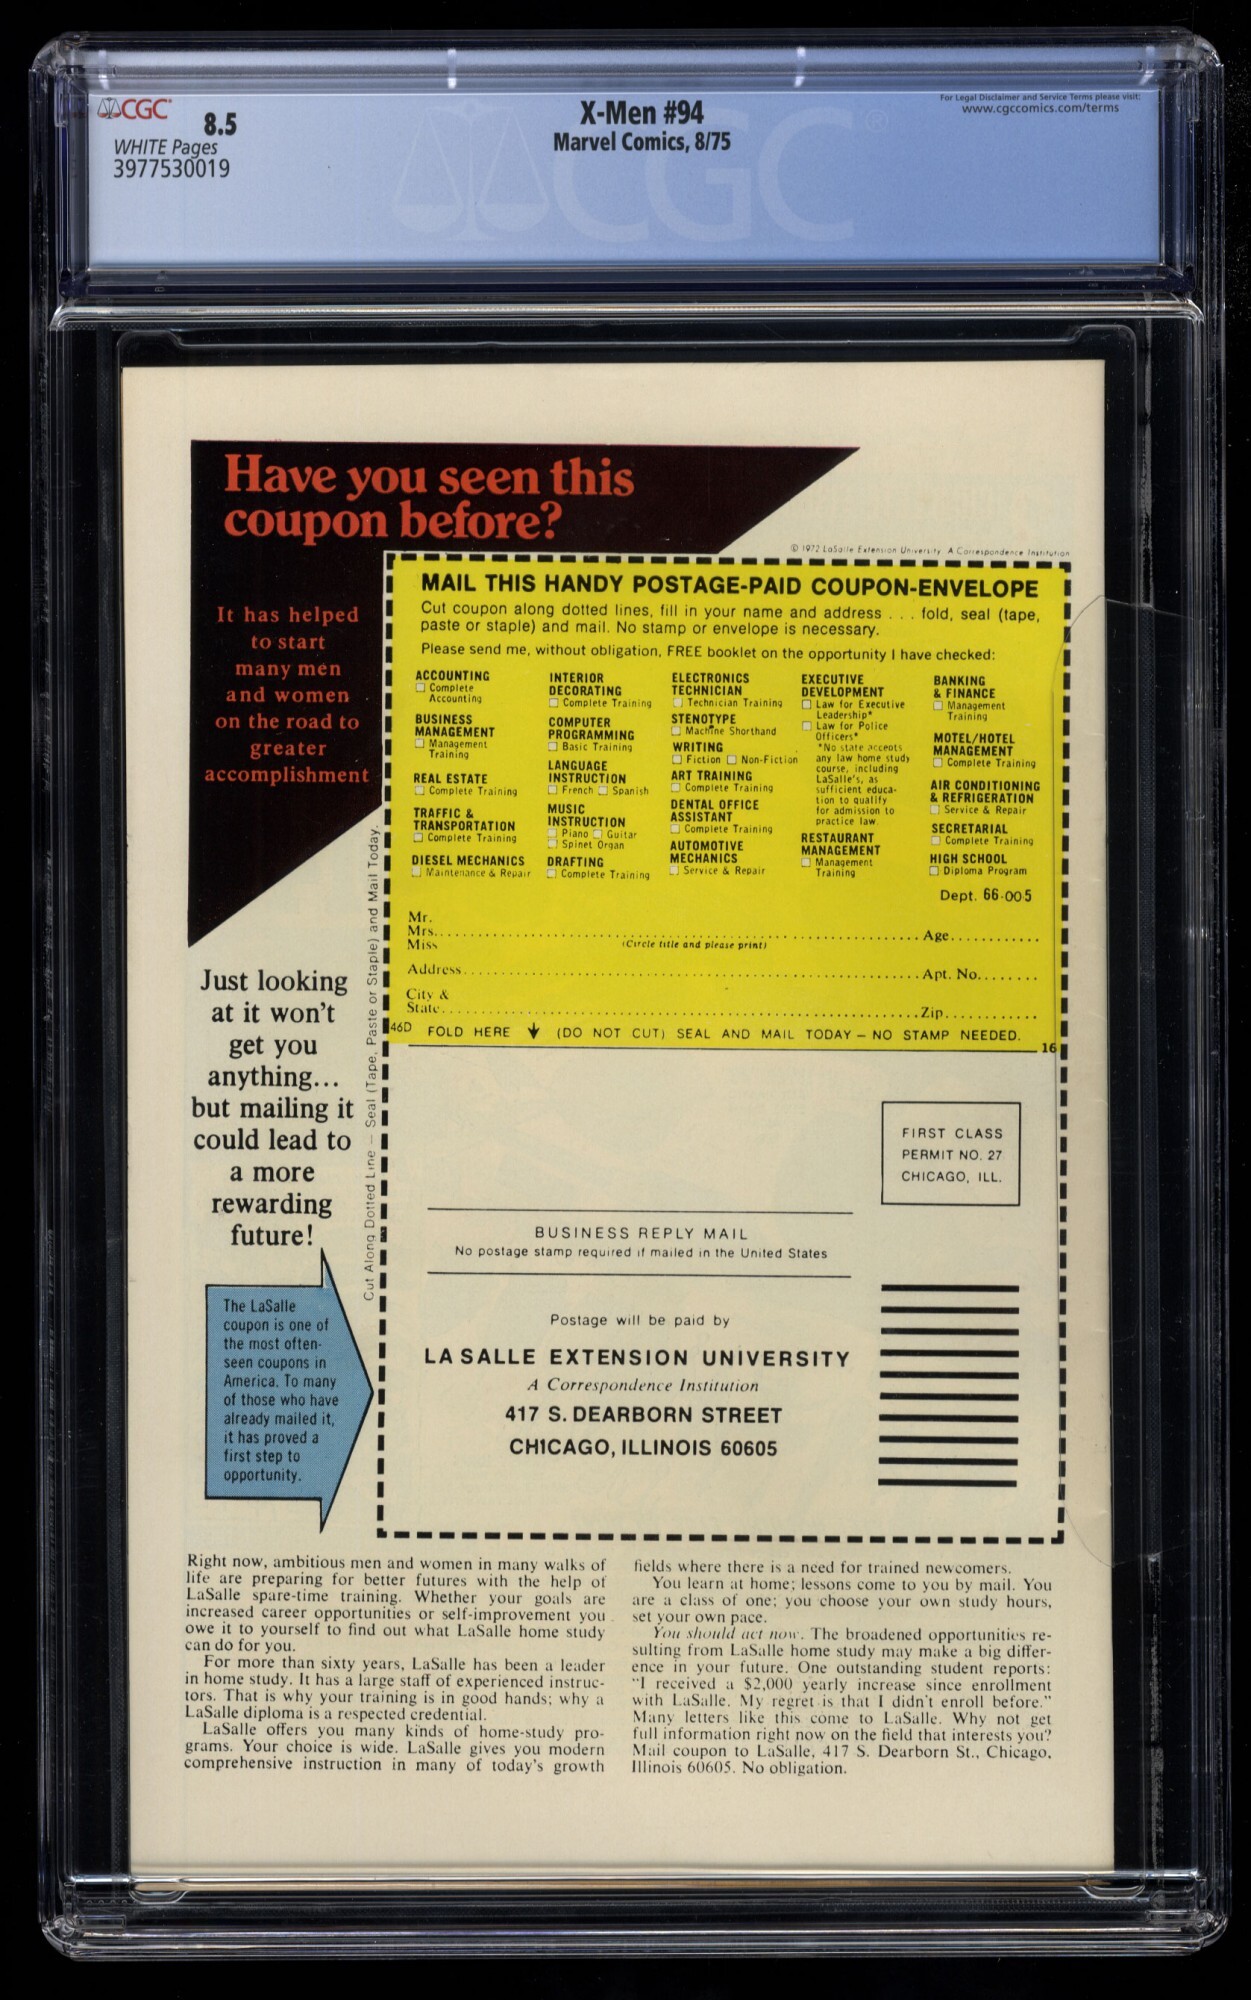 CGC
8.5
WHITE Pages
3977530019
X-Men #94
Marvel Comics, 8/75
For Legal Disclaimer and Service Terms please visit:
www.cgccomics.com/terms
CGC®
Have you seen this
coupon before?
It has helped
to start
many men
and women
on the road to
greater
accomplishment
© 1972 LaSalle Extension University A Correspondence Institution
MAIL THIS HANDY POSTAGE-PAID COUPON-ENVELOPE
Cut coupon along dotted lines, fill in your name and address . . . fold, seal (tape,
paste or staple) and mail. No stamp or envelope is necessary.
Please send me, without obligation, FREE booklet on the opportunity I have checked:
ACCOUNTING
☐ Complete
Accounting
BUSINESS
MANAGEMENT
☐ Management
Training
REAL ESTATE
☐ Complete Training
TRAFFIC &
TRANSPORTATION
☐ Complete Training
DIESEL MECHANICS
☐ Maintenance & Repair
INTERIOR
DECORATING
☐ Complete Training
COMPUTER
PROGRAMMING
☐ Basic Training
LANGUAGE
INSTRUCTION
☐ French ☐ Spanish
MUSIC
INSTRUCTION
☐ Piano ☐ Guitar
☐ Spinet Organ
DRAFTING
☐ Complete Training
ELECTRONICS
TECHNICIAN
☐ Technician Training
STENOTYPE
☐ Machine Shorthand
WRITING
☐ Fiction ☐ Non-Fiction
ART TRAINING
☐ Complete Training
DENTAL OFFICE
ASSISTANT
☐ Complete Training
AUTOMOTIVE
MECHANICS
☐ Service & Repair
EXECUTIVE
DEVELOPMENT
☐ Law for Executive
Leadership*
☐ Law for Police
Officers*
*No state accepts
any law home study
course, including
LaSalle's, as
sufficient educa-
tion to qualify
for admission to
practice law.
RESTAURANT
MANAGEMENT
☐ Management
Training
BANKING
& FINANCE
☐ Management
Training
MOTEL/HOTEL
MANAGEMENT
☐ Complete Training
AIR CONDITIONING
& REFRIGERATION
☐ Service & Repair
SECRETARIAL
☐ Complete Training
HIGH SCHOOL
☐ Diploma Program
Dept. 66-005
Mr.
Mrs. Age
Miss (Circle title and please print)
Address Apt. No.
City &
State Zip
46D FOLD HERE ↓ (DO NOT CUT) SEAL AND MAIL TODAY – NO STAMP NEEDED.
16
Cut Along Dotted Line – Seal (Tape, Paste or Staple) and Mail Today.
Just looking
at it won't
get you
anything...
but mailing it
could lead to
a more
rewarding
future!
The LaSalle
coupon is one of
the most often-
seen coupons in
America. To many
of those who have
already mailed it,
it has proved a
first step to
opportunity.
FIRST CLASS
PERMIT NO. 27
CHICAGO, ILL.
BUSINESS REPLY MAIL
No postage stamp required if mailed in the United States
Postage will be paid by
LA SALLE EXTENSION UNIVERSITY
A Correspondence Institution
417 S. DEARBORN STREET
CHICAGO, ILLINOIS 60605
Right now, ambitious men and women in many walks of
life are preparing for better futures with the help of
LaSalle spare-time training. Whether your goals are
increased career opportunities or self-improvement you
owe it to yourself to find out what LaSalle home study
can do for you.
For more than sixty years, LaSalle has been a leader
in home study. It has a large staff of experienced instruc-
tors. That is why your training is in good hands; why a
LaSalle diploma is a respected credential.
LaSalle offers you many kinds of home-study pro-
grams. Your choice is wide. LaSalle gives you modern
comprehensive instruction in many of today's growth
fields where there is a need for trained newcomers.
You learn at home; lessons come to you by mail. You
are a class of one; you choose your own study hours,
set your own pace.
You should act now. The broadened opportunities re-
sulting from LaSalle home study may make a big differ-
ence in your future. One outstanding student reports:
"I received a $2,000 yearly increase since enrollment
with LaSalle. My regret is that I didn't enroll before."
Many letters like this come to LaSalle. Why not get
full information right now on the field that interests you?
Mail coupon to LaSalle, 417 S. Dearborn St., Chicago,
Illinois 60605. No obligation.